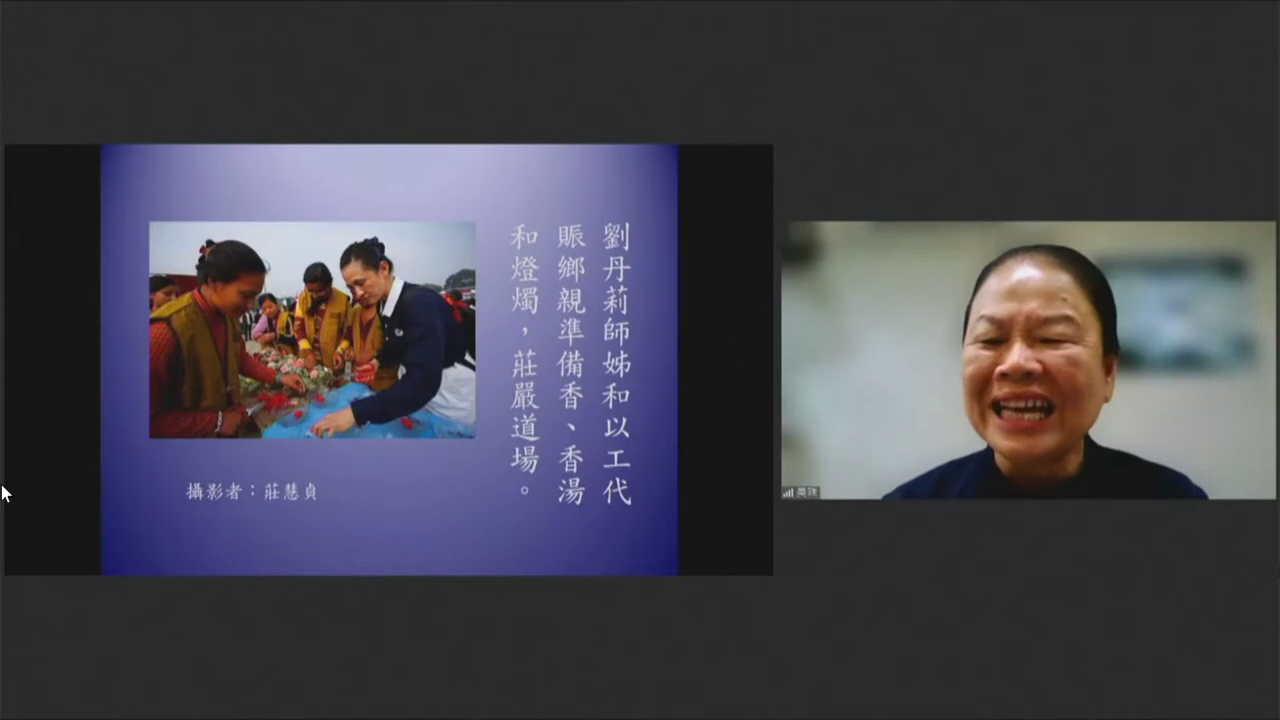 劉丹莉師姊和以工代
賑鄉親準備香、香湯
和燈燭，莊嚴道場。
攝影者：莊慧貞